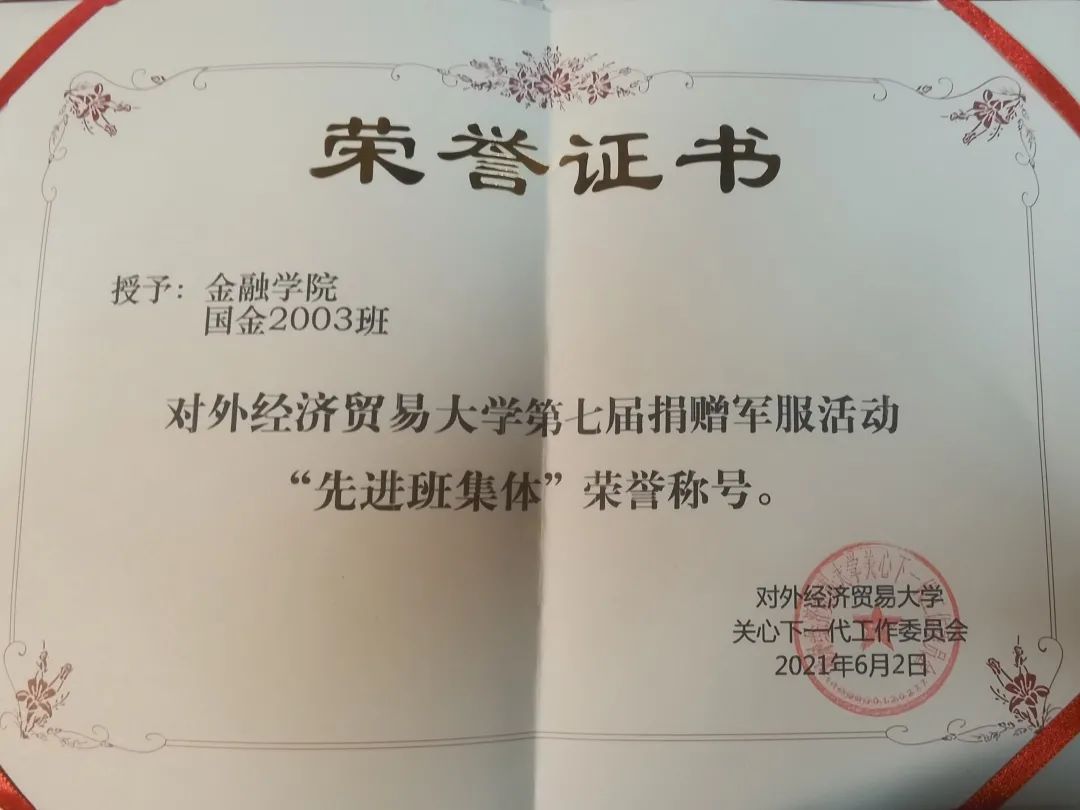 荣誉证书
授予：金融学院
国金2003班
对外经济贸易大学第七届捐赠军服活动
“先进班集体”荣誉称号。
对外经济贸易大学
关心下一代工作委员会
2021年6月2日